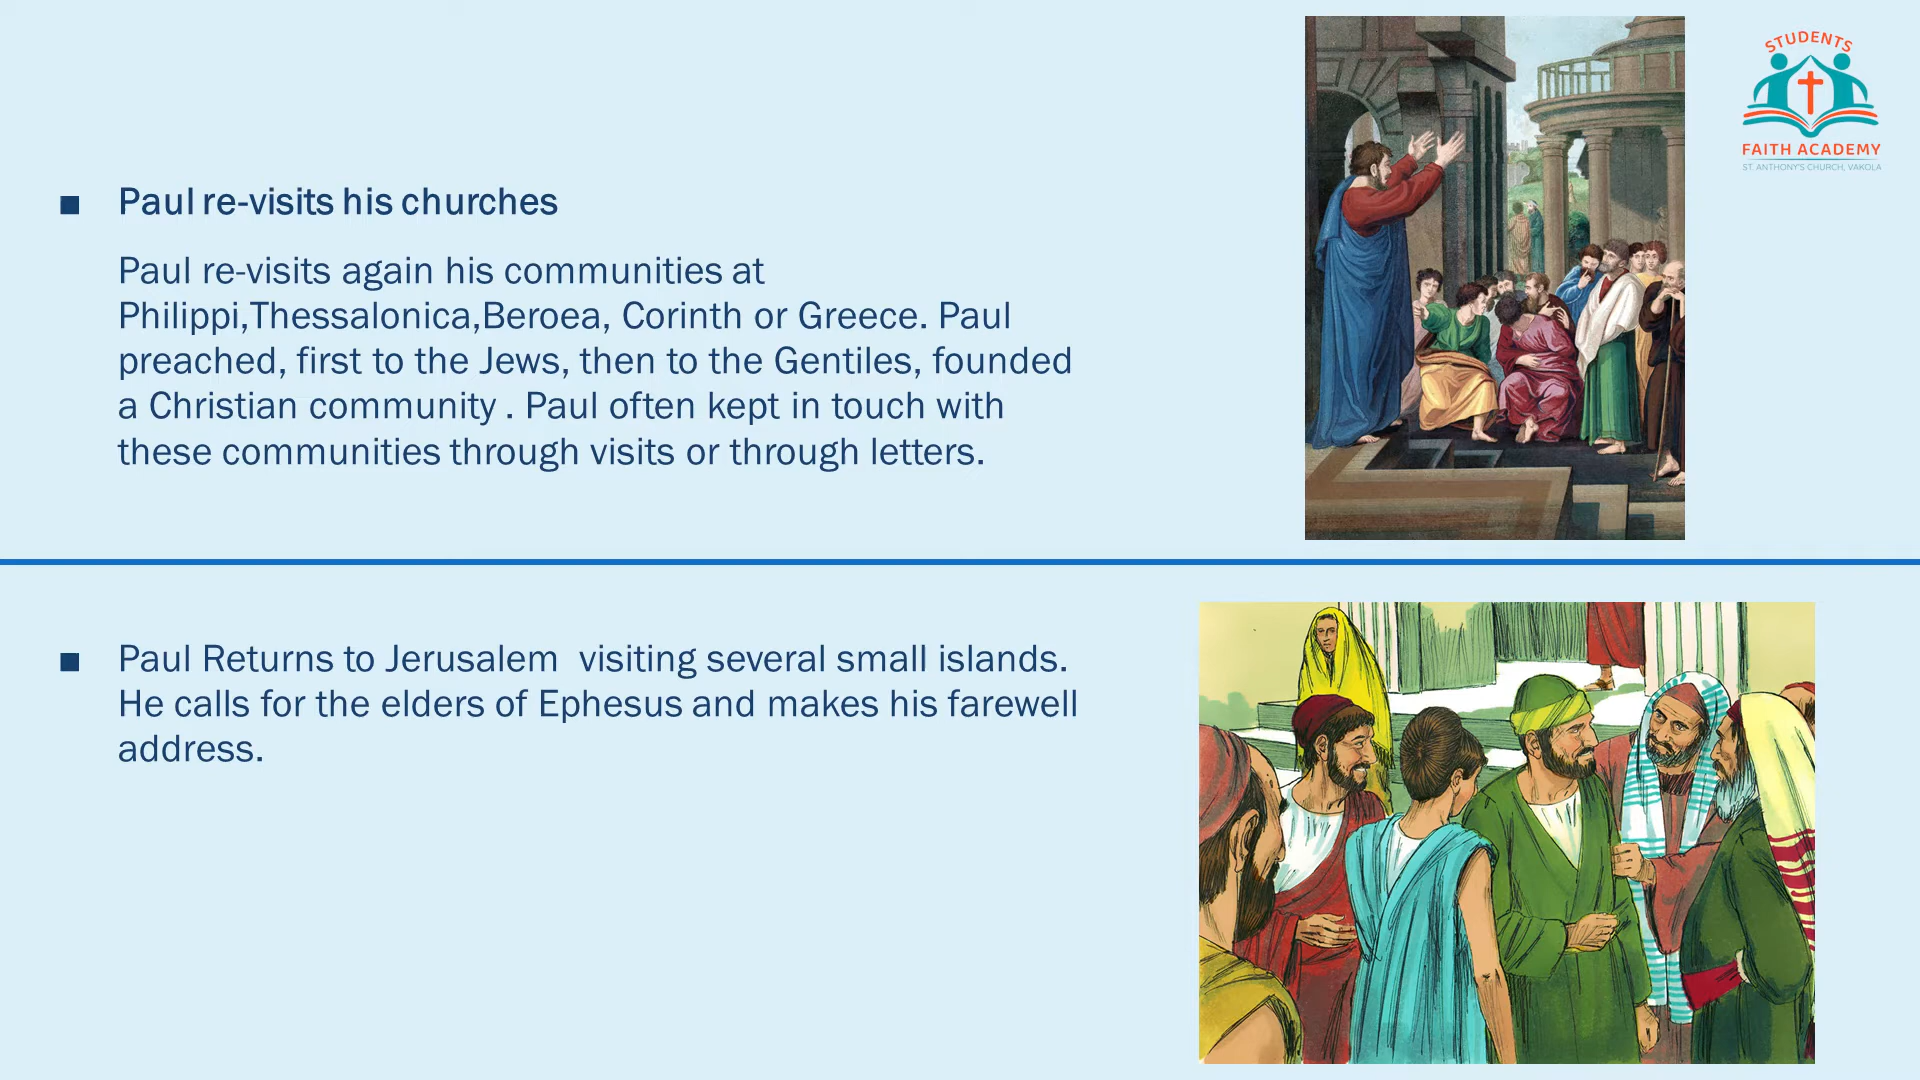 STUDENTS
FAITH ACADEMY
ST. ANTHONY'S CHURCH, VAKOLA
■ Paul re-visits his churches
Paul re-visits again his communities at
Philippi,Thessalonica,Beroea, Corinth or Greece. Paul
preached, first to the Jews, then to the Gentiles, founded
a Christian community . Paul often kept in touch with
these communities through visits or through letters.
■ Paul Returns to Jerusalem  visiting several small islands.
He calls for the elders of Ephesus and makes his farewell
address.